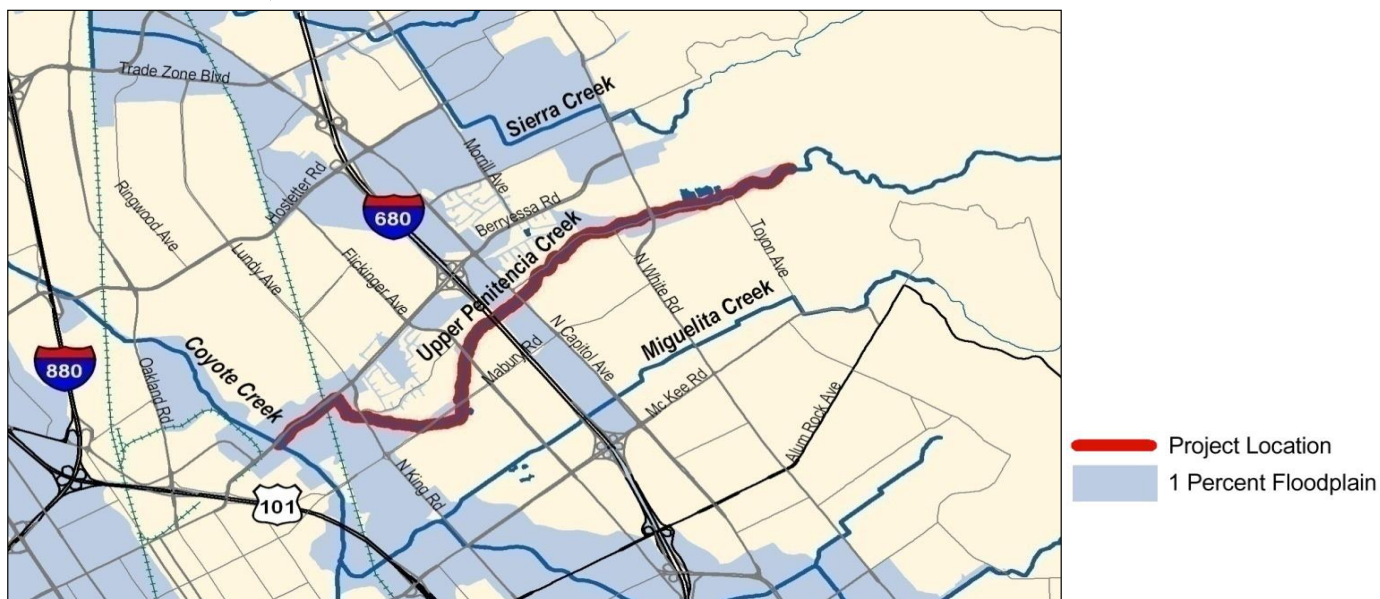 Trade Zone Blvd
Sierra Creek
Morrill Ave
Hostetter Rd
Ringwood Ave
680
Berryessa Rd
Lundy Ave
Flickinger Ave
Upper Penitencia Creek
Toyon Ave
N White Rd
Miguelita Creek
N Capitol Ave
Coyote Creek
Mabury Rd
880
Oakland Rd
Mc Kee Rd
Alum Rock Ave
N King Rd
101
Project Location
1 Percent Floodplain